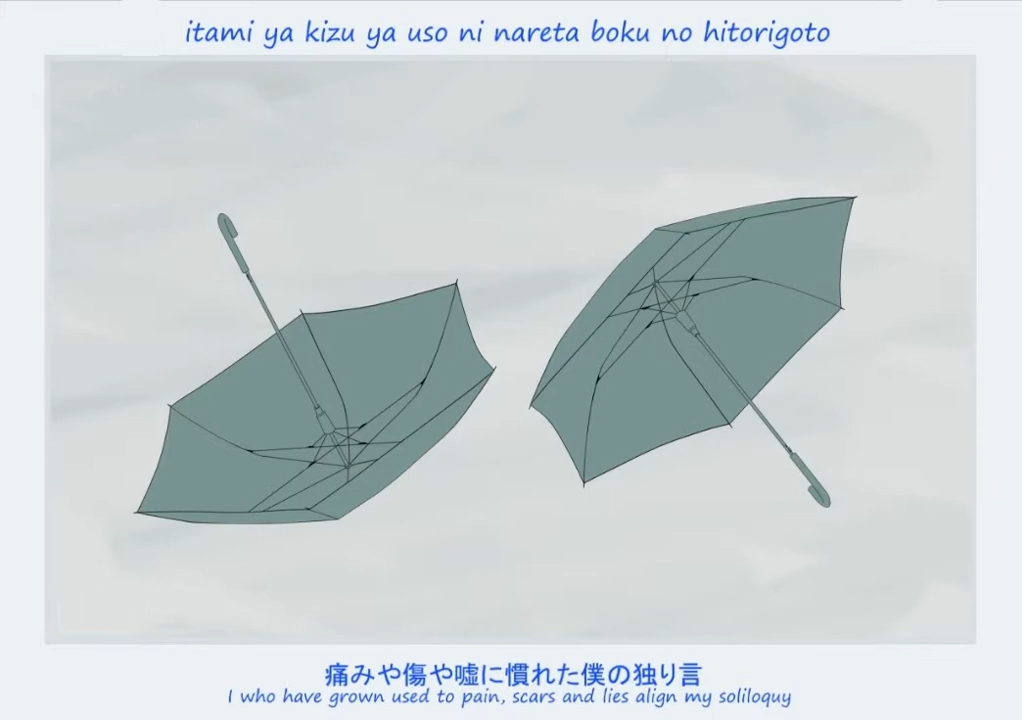 itami ya kizu ya uso ni nareta boku no hitorigoto
痛みや傷や嘘に慣れた僕の独り言
I who have grown used to pain, scars and lies align my soliloquy